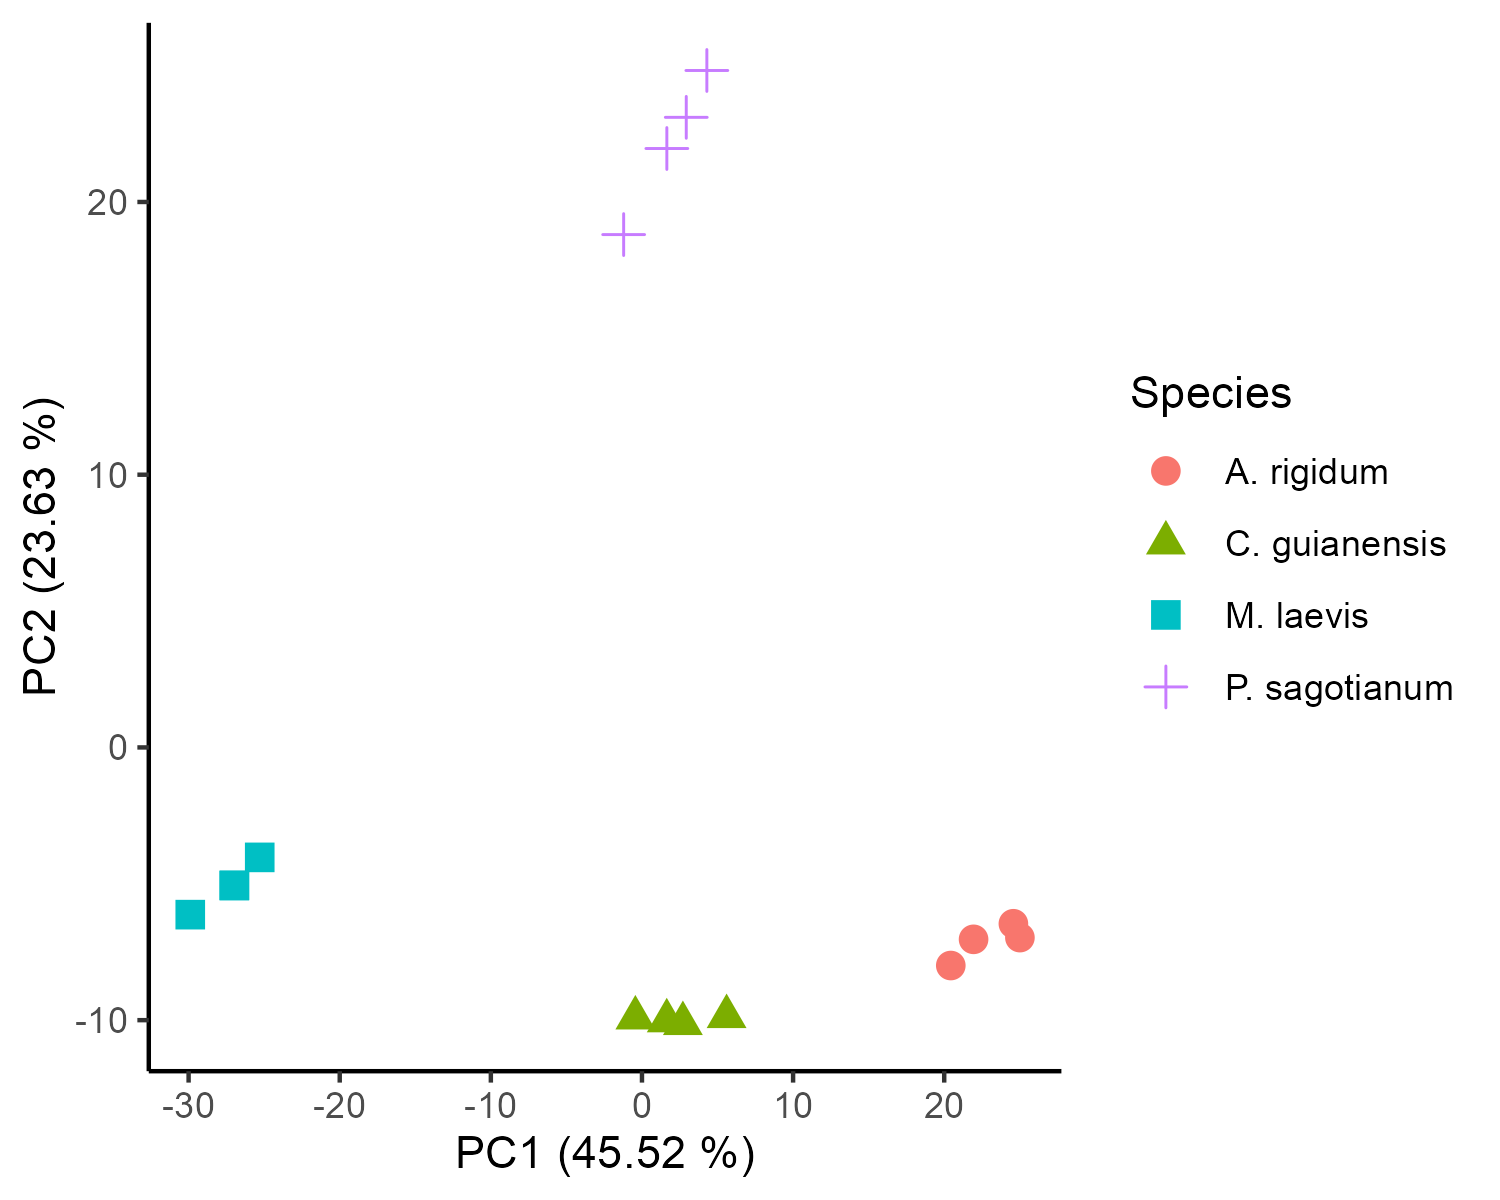 PC2 (23.63 %)
20
10
0
-10
-30
-20
-10
0
10
20
PC1 (45.52 %)
Species
A. rigidum
C. guianensis
M. laevis
P. sagotianum